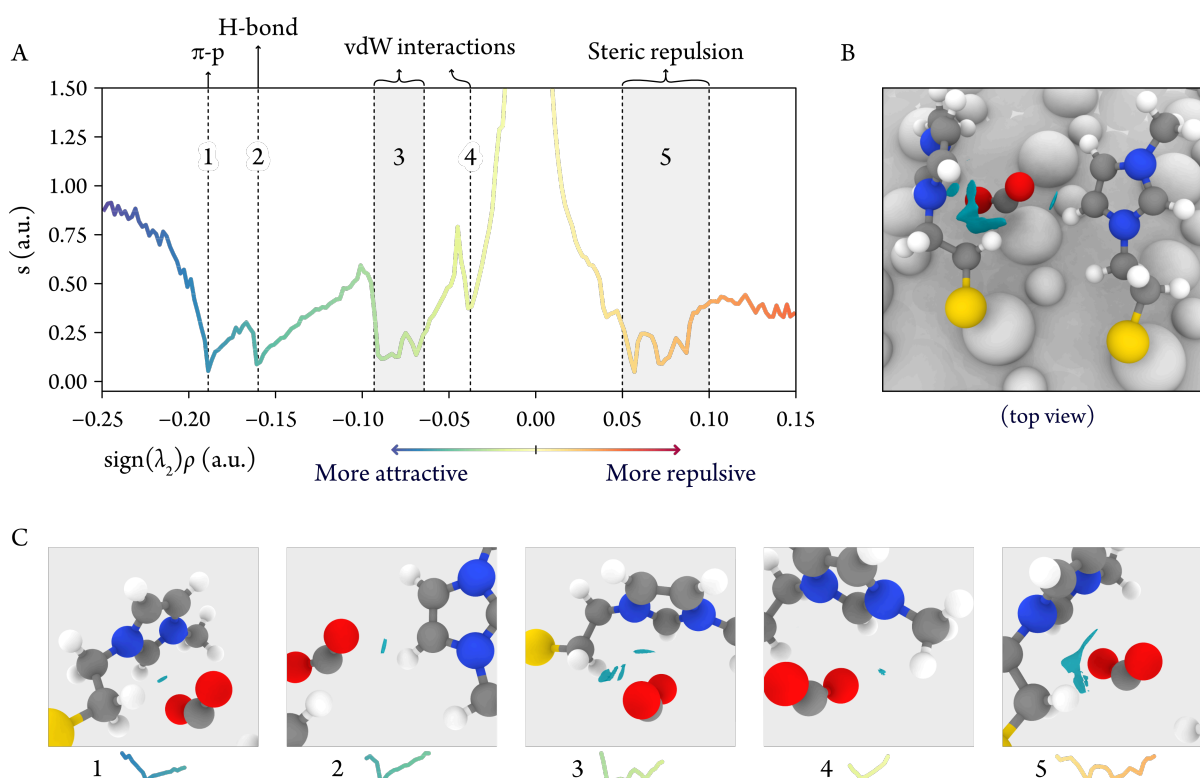 A
π-p
H-bond
vdW interactions
Steric repulsion
B
s (a.u.)
1.50
1.25
1.00
0.75
0.50
0.25
0.00
1
2
3
4
5
−0.25
−0.20
−0.15
−0.10
−0.05
0.00
0.05
0.10
0.15
sign(λ₂)ρ (a.u.)
More attractive
More repulsive
(top view)
C
1
2
3
4
5